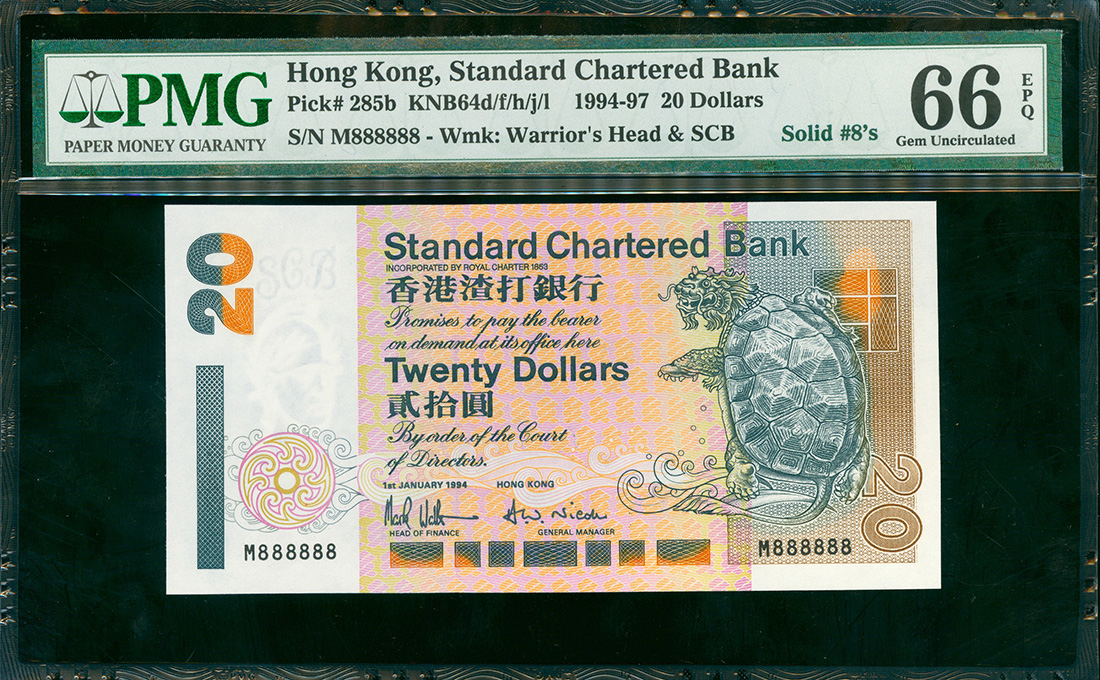 PMG
PAPER MONEY GUARANTY
Hong Kong, Standard Chartered Bank
Pick# 285b KNB64d/f/h/j/l 1994-97 20 Dollars
S/N M888888 - Wmk: Warrior's Head & SCB Solid #8's
66 EPQ
Gem Uncirculated
20
SCB
Standard Chartered Bank
INCORPORATED BY ROYAL CHARTER 1853
香港渣打銀行
Promises to pay the bearer
on demand at its office here
Twenty Dollars
貳拾圓
By order of the Court
of Directors.
1st JANUARY 1994 HONG KONG
HEAD OF FINANCE GENERAL MANAGER
M888888 M888888
20